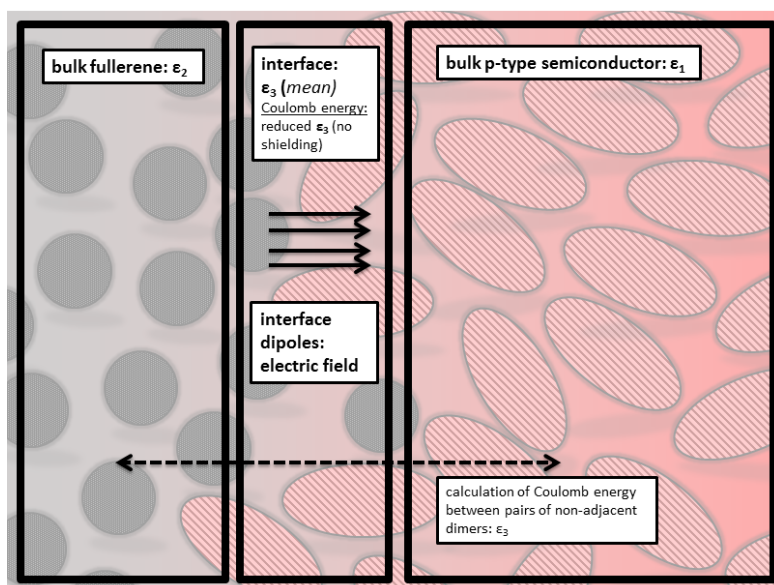 bulk fullerene: ε₂
interface:
ε₃ (mean)
Coulomb energy:
reduced ε₃ (no
shielding)
bulk p-type semiconductor: ε₁
interface
dipoles:
electric field
calculation of Coulomb energy
between pairs of non-adjacent
dimers: ε₃